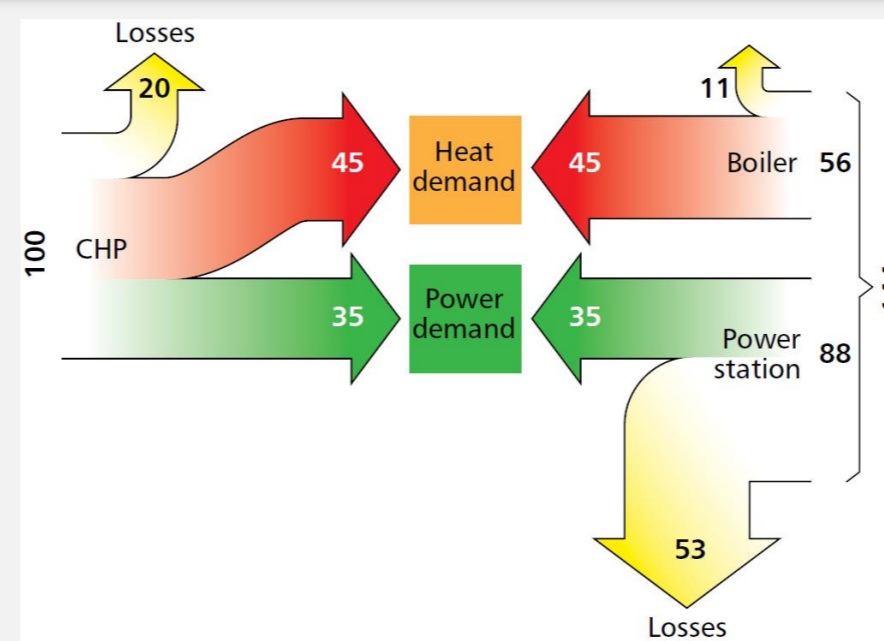 Losses
20
11
45
Heat
demand
45
Boiler
56
100
CHP
35
Power
demand
35
Power
station
88
53
Losses